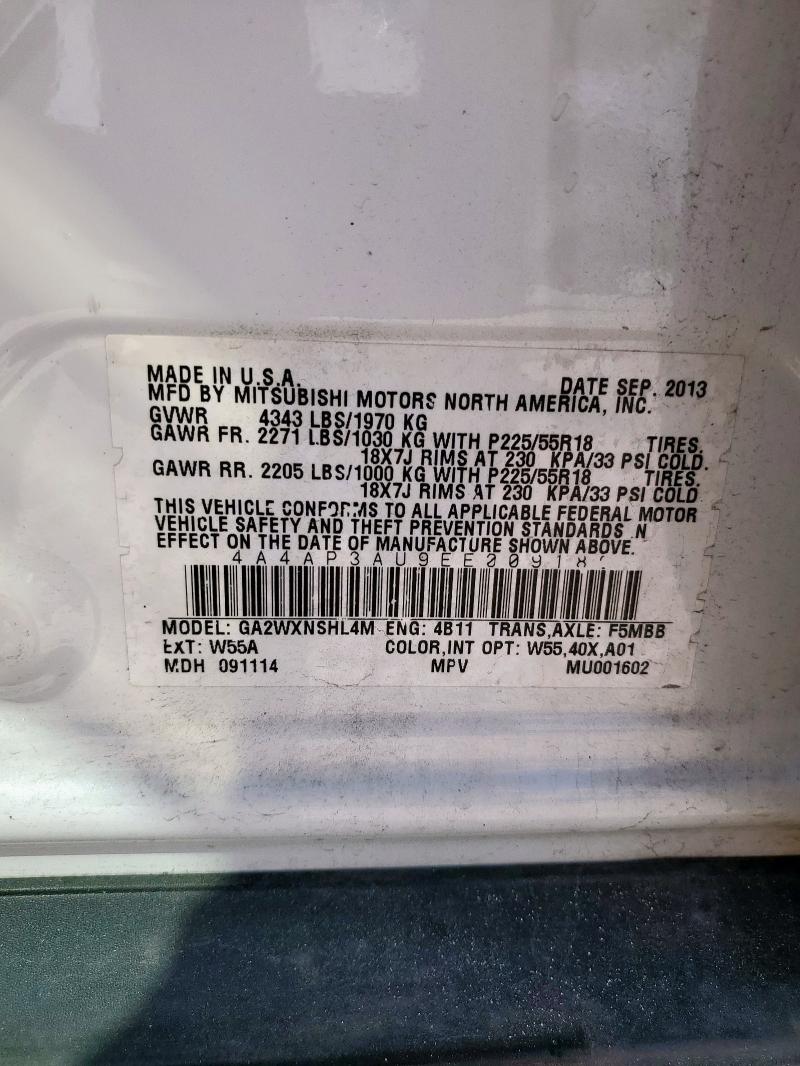 MADE IN U.S.A. DATE SEP. 2013
MFD BY MITSUBISHI MOTORS NORTH AMERICA, INC.
GVWR 4343 LBS/1970 KG
GAWR FR. 2271 LBS/1030 KG WITH P225/55R18 TIRES,
18X7J RIMS AT 230 KPA/33 PSI COLD.
GAWR RR. 2205 LBS/1000 KG WITH P225/55R18 TIRES,
18X7J RIMS AT 230 KPA/33 PSI COLD
THIS VEHICLE CONFORMS TO ALL APPLICABLE FEDERAL MOTOR
VEHICLE SAFETY AND THEFT PREVENTION STANDARDS IN
EFFECT ON THE DATE OF MANUFACTURE SHOWN ABOVE.
MODEL: GA2WXNSHL4M ENG: 4B11 TRANS,AXLE: F5MBB
EXT: W55A COLOR,INT OPT: W55,40X,A01
MDH 091114 MPV MU001602